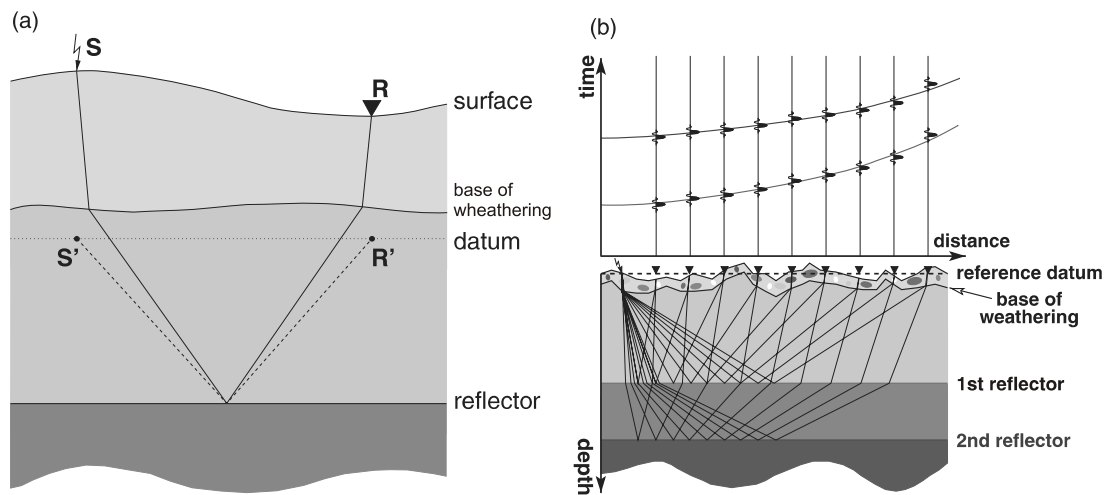 (a)
S
R
surface
base of
wheathering
datum
S'
R'
reflector
(b)
time
distance
reference datum
base of
weathering
1st reflector
2nd reflector
depth